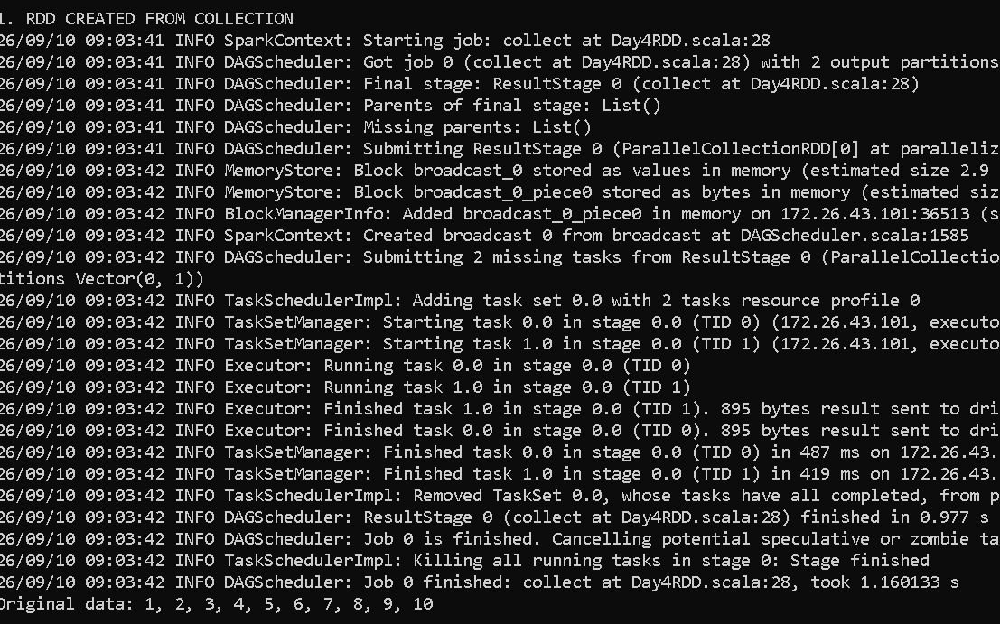 1. RDD CREATED FROM COLLECTION
26/09/10 09:03:41 INFO SparkContext: Starting job: collect at Day4RDD.scala:28
26/09/10 09:03:41 INFO DAGScheduler: Got job 0 (collect at Day4RDD.scala:28) with 2 output partitions
26/09/10 09:03:41 INFO DAGScheduler: Final stage: ResultStage 0 (collect at Day4RDD.scala:28)
26/09/10 09:03:41 INFO DAGScheduler: Parents of final stage: List()
26/09/10 09:03:41 INFO DAGScheduler: Missing parents: List()
26/09/10 09:03:41 INFO DAGScheduler: Submitting ResultStage 0 (ParallelCollectionRDD[0] at paralleliz
26/09/10 09:03:42 INFO MemoryStore: Block broadcast_0 stored as values in memory (estimated size 2.9
26/09/10 09:03:42 INFO MemoryStore: Block broadcast_0_piece0 stored as bytes in memory (estimated siz
26/09/10 09:03:42 INFO BlockManagerInfo: Added broadcast_0_piece0 in memory on 172.26.43.101:36513 (s
26/09/10 09:03:42 INFO SparkContext: Created broadcast 0 from broadcast at DAGScheduler.scala:1585
26/09/10 09:03:42 INFO DAGScheduler: Submitting 2 missing tasks from ResultStage 0 (ParallelCollectio
titions Vector(0, 1))
26/09/10 09:03:42 INFO TaskSchedulerImpl: Adding task set 0.0 with 2 tasks resource profile 0
26/09/10 09:03:42 INFO TaskSetManager: Starting task 0.0 in stage 0.0 (TID 0) (172.26.43.101, executo
26/09/10 09:03:42 INFO TaskSetManager: Starting task 1.0 in stage 0.0 (TID 1) (172.26.43.101, executo
26/09/10 09:03:42 INFO Executor: Running task 0.0 in stage 0.0 (TID 0)
26/09/10 09:03:42 INFO Executor: Running task 1.0 in stage 0.0 (TID 1)
26/09/10 09:03:42 INFO Executor: Finished task 1.0 in stage 0.0 (TID 1). 895 bytes result sent to dri
26/09/10 09:03:42 INFO Executor: Finished task 0.0 in stage 0.0 (TID 0). 895 bytes result sent to dri
26/09/10 09:03:42 INFO TaskSetManager: Finished task 0.0 in stage 0.0 (TID 0) in 487 ms on 172.26.43.
26/09/10 09:03:42 INFO TaskSetManager: Finished task 1.0 in stage 0.0 (TID 1) in 419 ms on 172.26.43.
26/09/10 09:03:42 INFO TaskSchedulerImpl: Removed TaskSet 0.0, whose tasks have all completed, from p
26/09/10 09:03:42 INFO DAGScheduler: ResultStage 0 (collect at Day4RDD.scala:28) finished in 0.977 s
26/09/10 09:03:42 INFO DAGScheduler: Job 0 is finished. Cancelling potential speculative or zombie ta
26/09/10 09:03:42 INFO TaskSchedulerImpl: Killing all running tasks in stage 0: Stage finished
26/09/10 09:03:42 INFO DAGScheduler: Job 0 finished: collect at Day4RDD.scala:28, took 1.160133 s
Original data: 1, 2, 3, 4, 5, 6, 7, 8, 9, 10